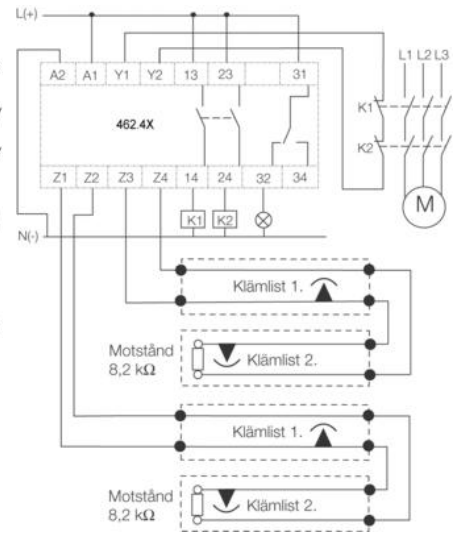 L(+)
A2 A1 Y1 Y2 13 23 31
L1 L2 L3
462.4X
K1
K2
Z1 Z2 Z3 Z4 14 24 32 34
K1 K2
M
N(-)
Klämlist 1.
Motstånd
8,2 kΩ
Klämlist 2.
Klämlist 1.
Motstånd
8,2 kΩ
Klämlist 2.